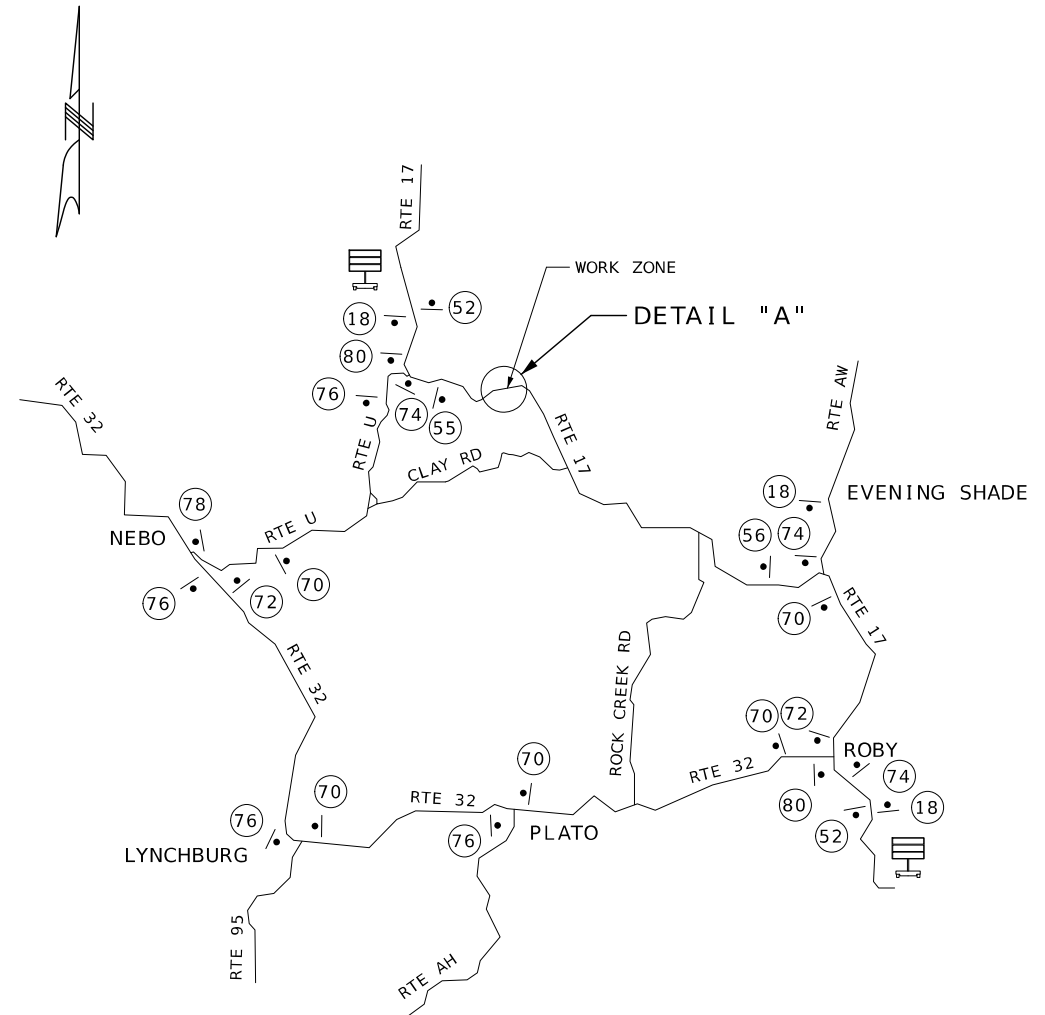 N
RTE 17
WORK ZONE
DETAIL "A"
52
18
80
76
74
55
RTE 32
RTE U
CLAY RD
RTE 17
RTE AW
EVENING SHADE
18
78
NEBO
RTE U
56
74
76
72
70
70
RTE 17
RTE 32
ROCK CREEK RD
70
72
ROBY
RTE 32
74
80
18
52
70
70
RTE 32
76
76
PLATO
LYNCHBURG
RTE 95
RTE AH